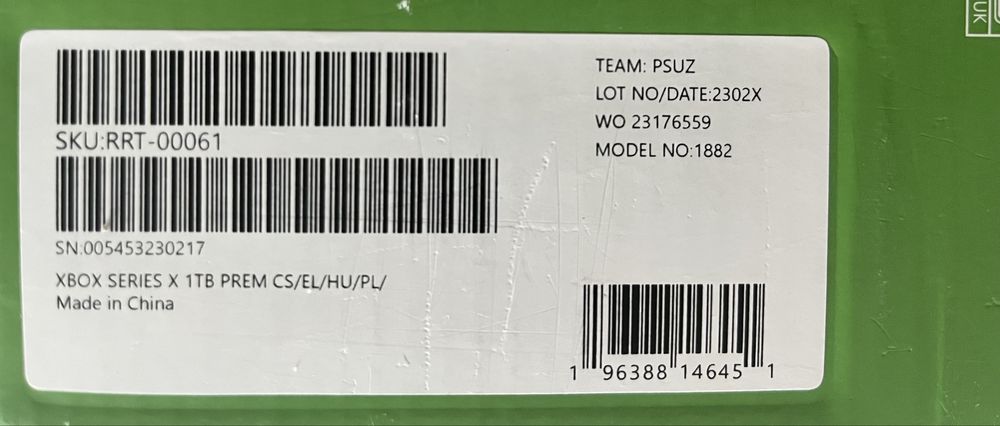 SKU:RRT-00061
SN:005453230217
XBOX SERIES X 1TB PREM CS/EL/HU/PL/
Made in China
TEAM: PSUZ
LOT NO/DATE:2302X
WO 23176559
MODEL NO:1882
1 96388 14645 1
UK